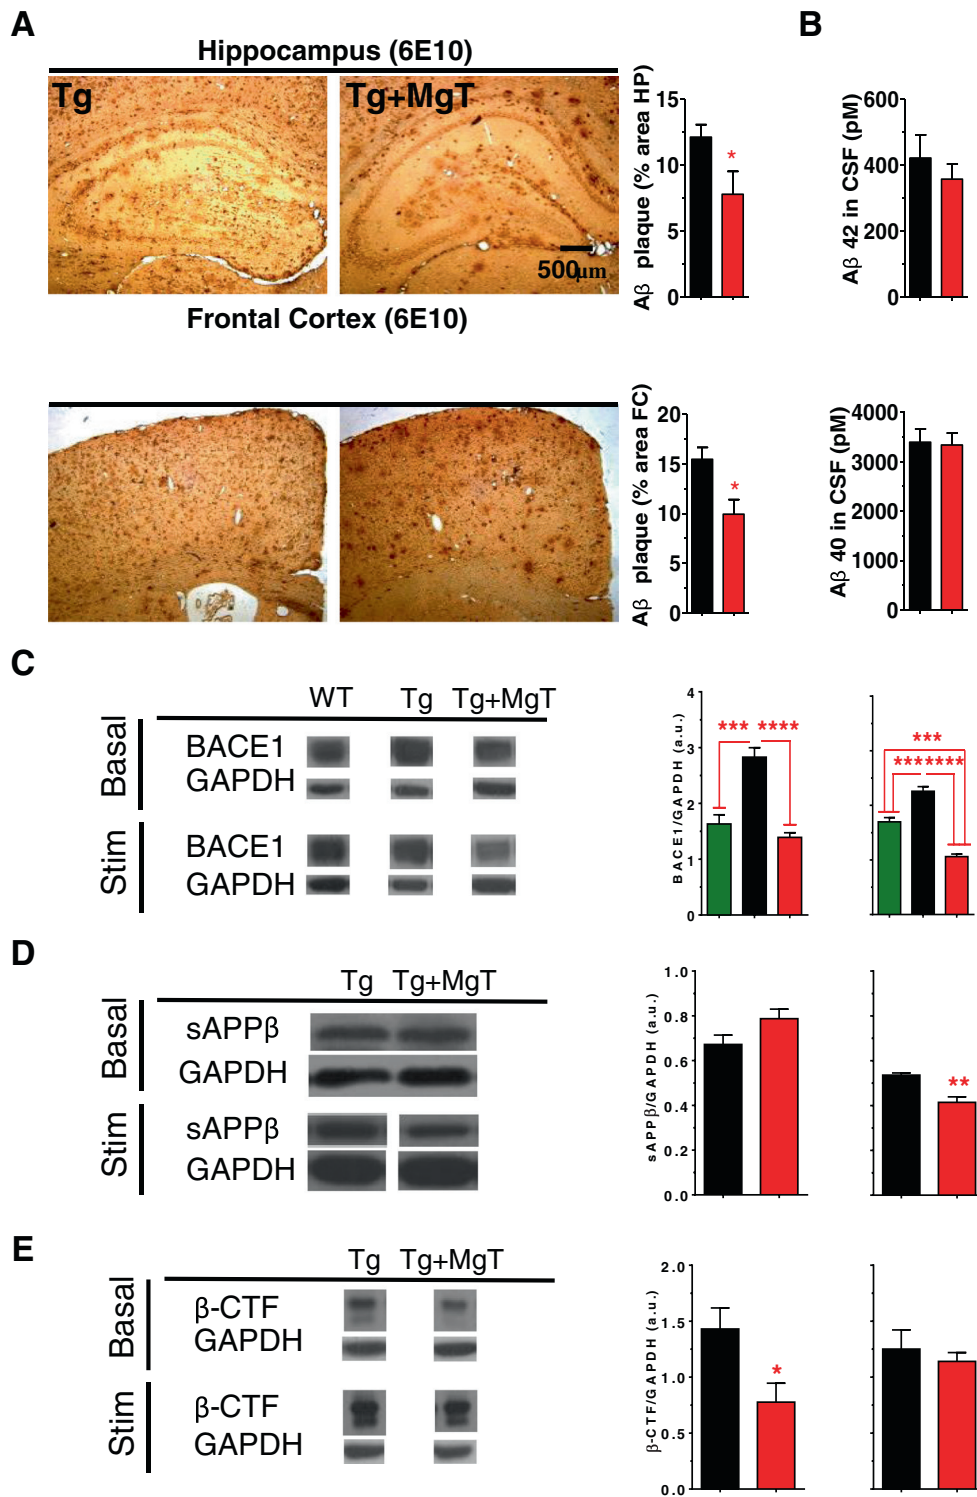 A
B
Hippocampus (6E10)
Tg
Tg+MgT
500µm
Aβ plaque (% area HP)
15
10
5
0
*
Aβ 42 in CSF (pM)
600
400
200
0
Frontal Cortex (6E10)
Aβ plaque (% area FC)
20
15
10
5
0
*
Aβ 40 in CSF (pM)
4000
3000
2000
1000
0
C
WT Tg Tg+MgT
Basal
BACE1
GAPDH
Stim
BACE1
GAPDH
BACE1/GAPDH (a.u.)
4
3
2
1
0
*** ****
***
*******
D
Tg Tg+MgT
Basal
sAPPβ
GAPDH
Stim
sAPPβ
GAPDH
sAPPβ/GAPDH (a.u.)
1.0
0.8
0.6
0.4
0.2
0.0
**
E
Tg Tg+MgT
Basal
β-CTF
GAPDH
Stim
β-CTF
GAPDH
β-CTF/GAPDH (a.u.)
2.0
1.5
1.0
0.5
0.0
*